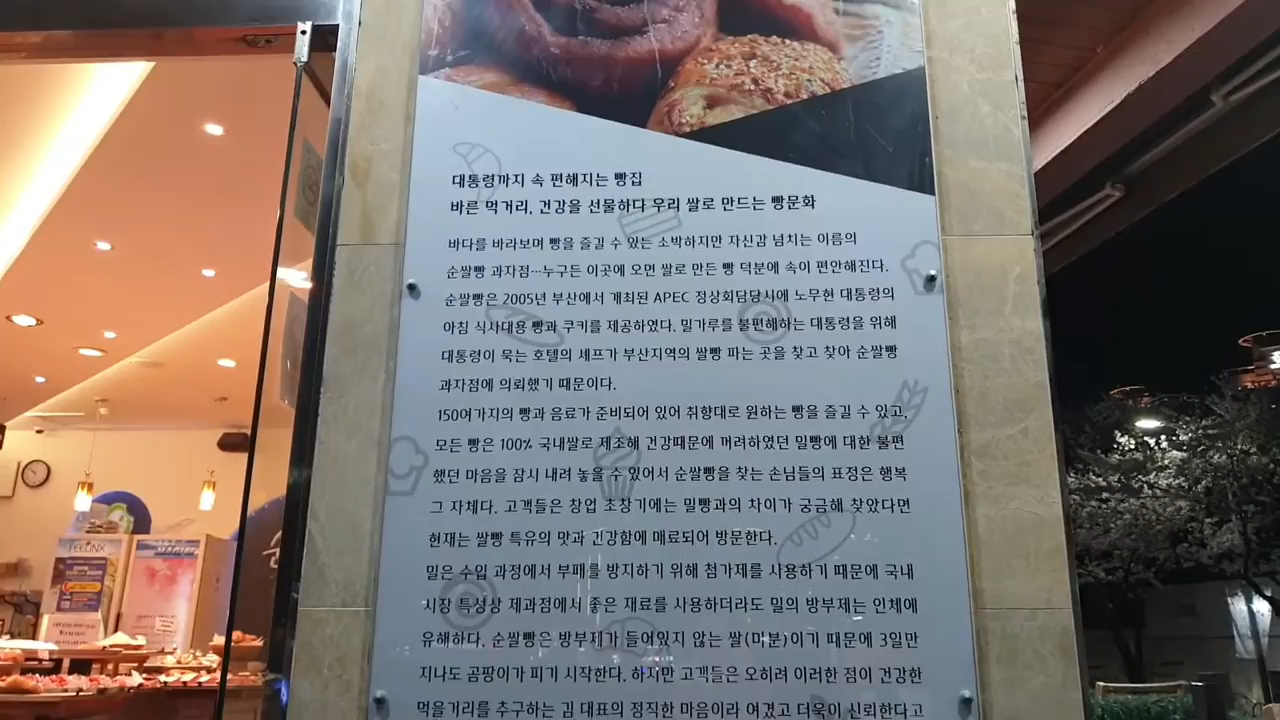 대통령까지 속 편해지는 빵집
바른 먹거리, 건강을 선물하다 우리 쌀로 만드는 빵문화
바다를 바라보며 빵을 즐길 수 있는 소박하지만 자신감 넘치는 이름의
순쌀빵 과자점…누구든 이곳에 오면 쌀로 만든 빵 덕분에 속이 편안해진다.
순쌀빵은 2005년 부산에서 개최된 APEC 정상회담당시에 노무현 대통령의
아침 식사대용 빵과 쿠키를 제공하였다. 밀가루를 불편해하는 대통령을 위해
대통령이 묵는 호텔의 셰프가 부산지역의 쌀빵 파는 곳을 찾고 찾아 순쌀빵
과자점에 의뢰했기 때문이다.
150여가지의 빵과 음료가 준비되어 있어 취향대로 원하는 빵을 즐길 수 있고,
모든 빵은 100% 국내쌀로 제조해 건강때문에 꺼려하였던 밀빵에 대한 불편
했던 마음을 잠시 내려 놓을 수 있어서 순쌀빵을 찾는 손님들의 표정은 행복
그 자체다. 고객들은 창업 초창기에는 밀빵과의 차이가 궁금해 찾았다면
현재는 쌀빵 특유의 맛과 건강함에 매료되어 방문한다.
밀은 수입 과정에서 부패를 방지하기 위해 첨가제를 사용하기 때문에 국내
시장 특성상 제과점에서 좋은 재료를 사용하더라도 밀의 방부제는 인체에
유해하다. 순쌀빵은 방부제가 들어있지 않는 쌀(미분)이기 때문에 3일만
지나도 곰팡이가 피기 시작한다. 하지만 고객들은 오히려 이러한 점이 건강한
먹을거리를 추구하는 김 대표의 정직한 마음이라 여겼고 더욱이 신뢰한다고
FEELINX